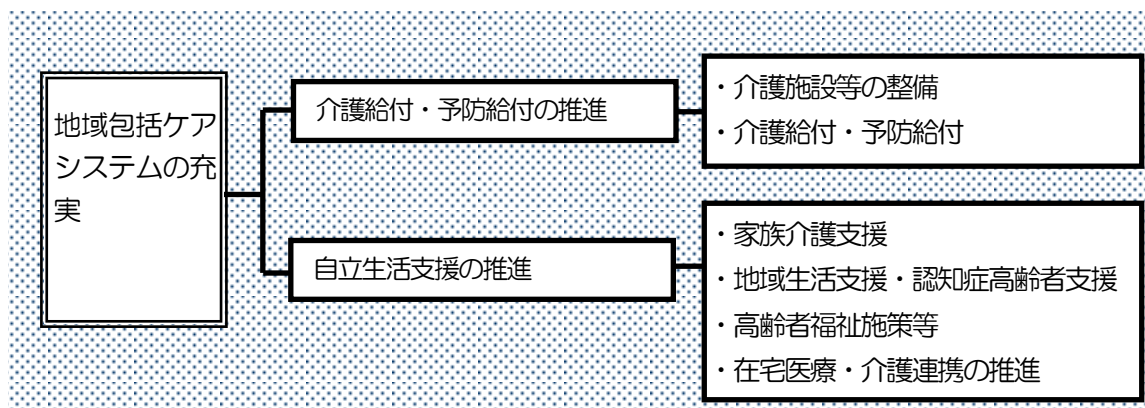 地域包括ケア
システムの充
実
介護給付・予防給付の推進
・介護施設等の整備
・介護給付・予防給付
自立生活支援の推進
・家族介護支援
・地域生活支援・認知症高齢者支援
・高齢者福祉施策等
・在宅医療・介護連携の推進